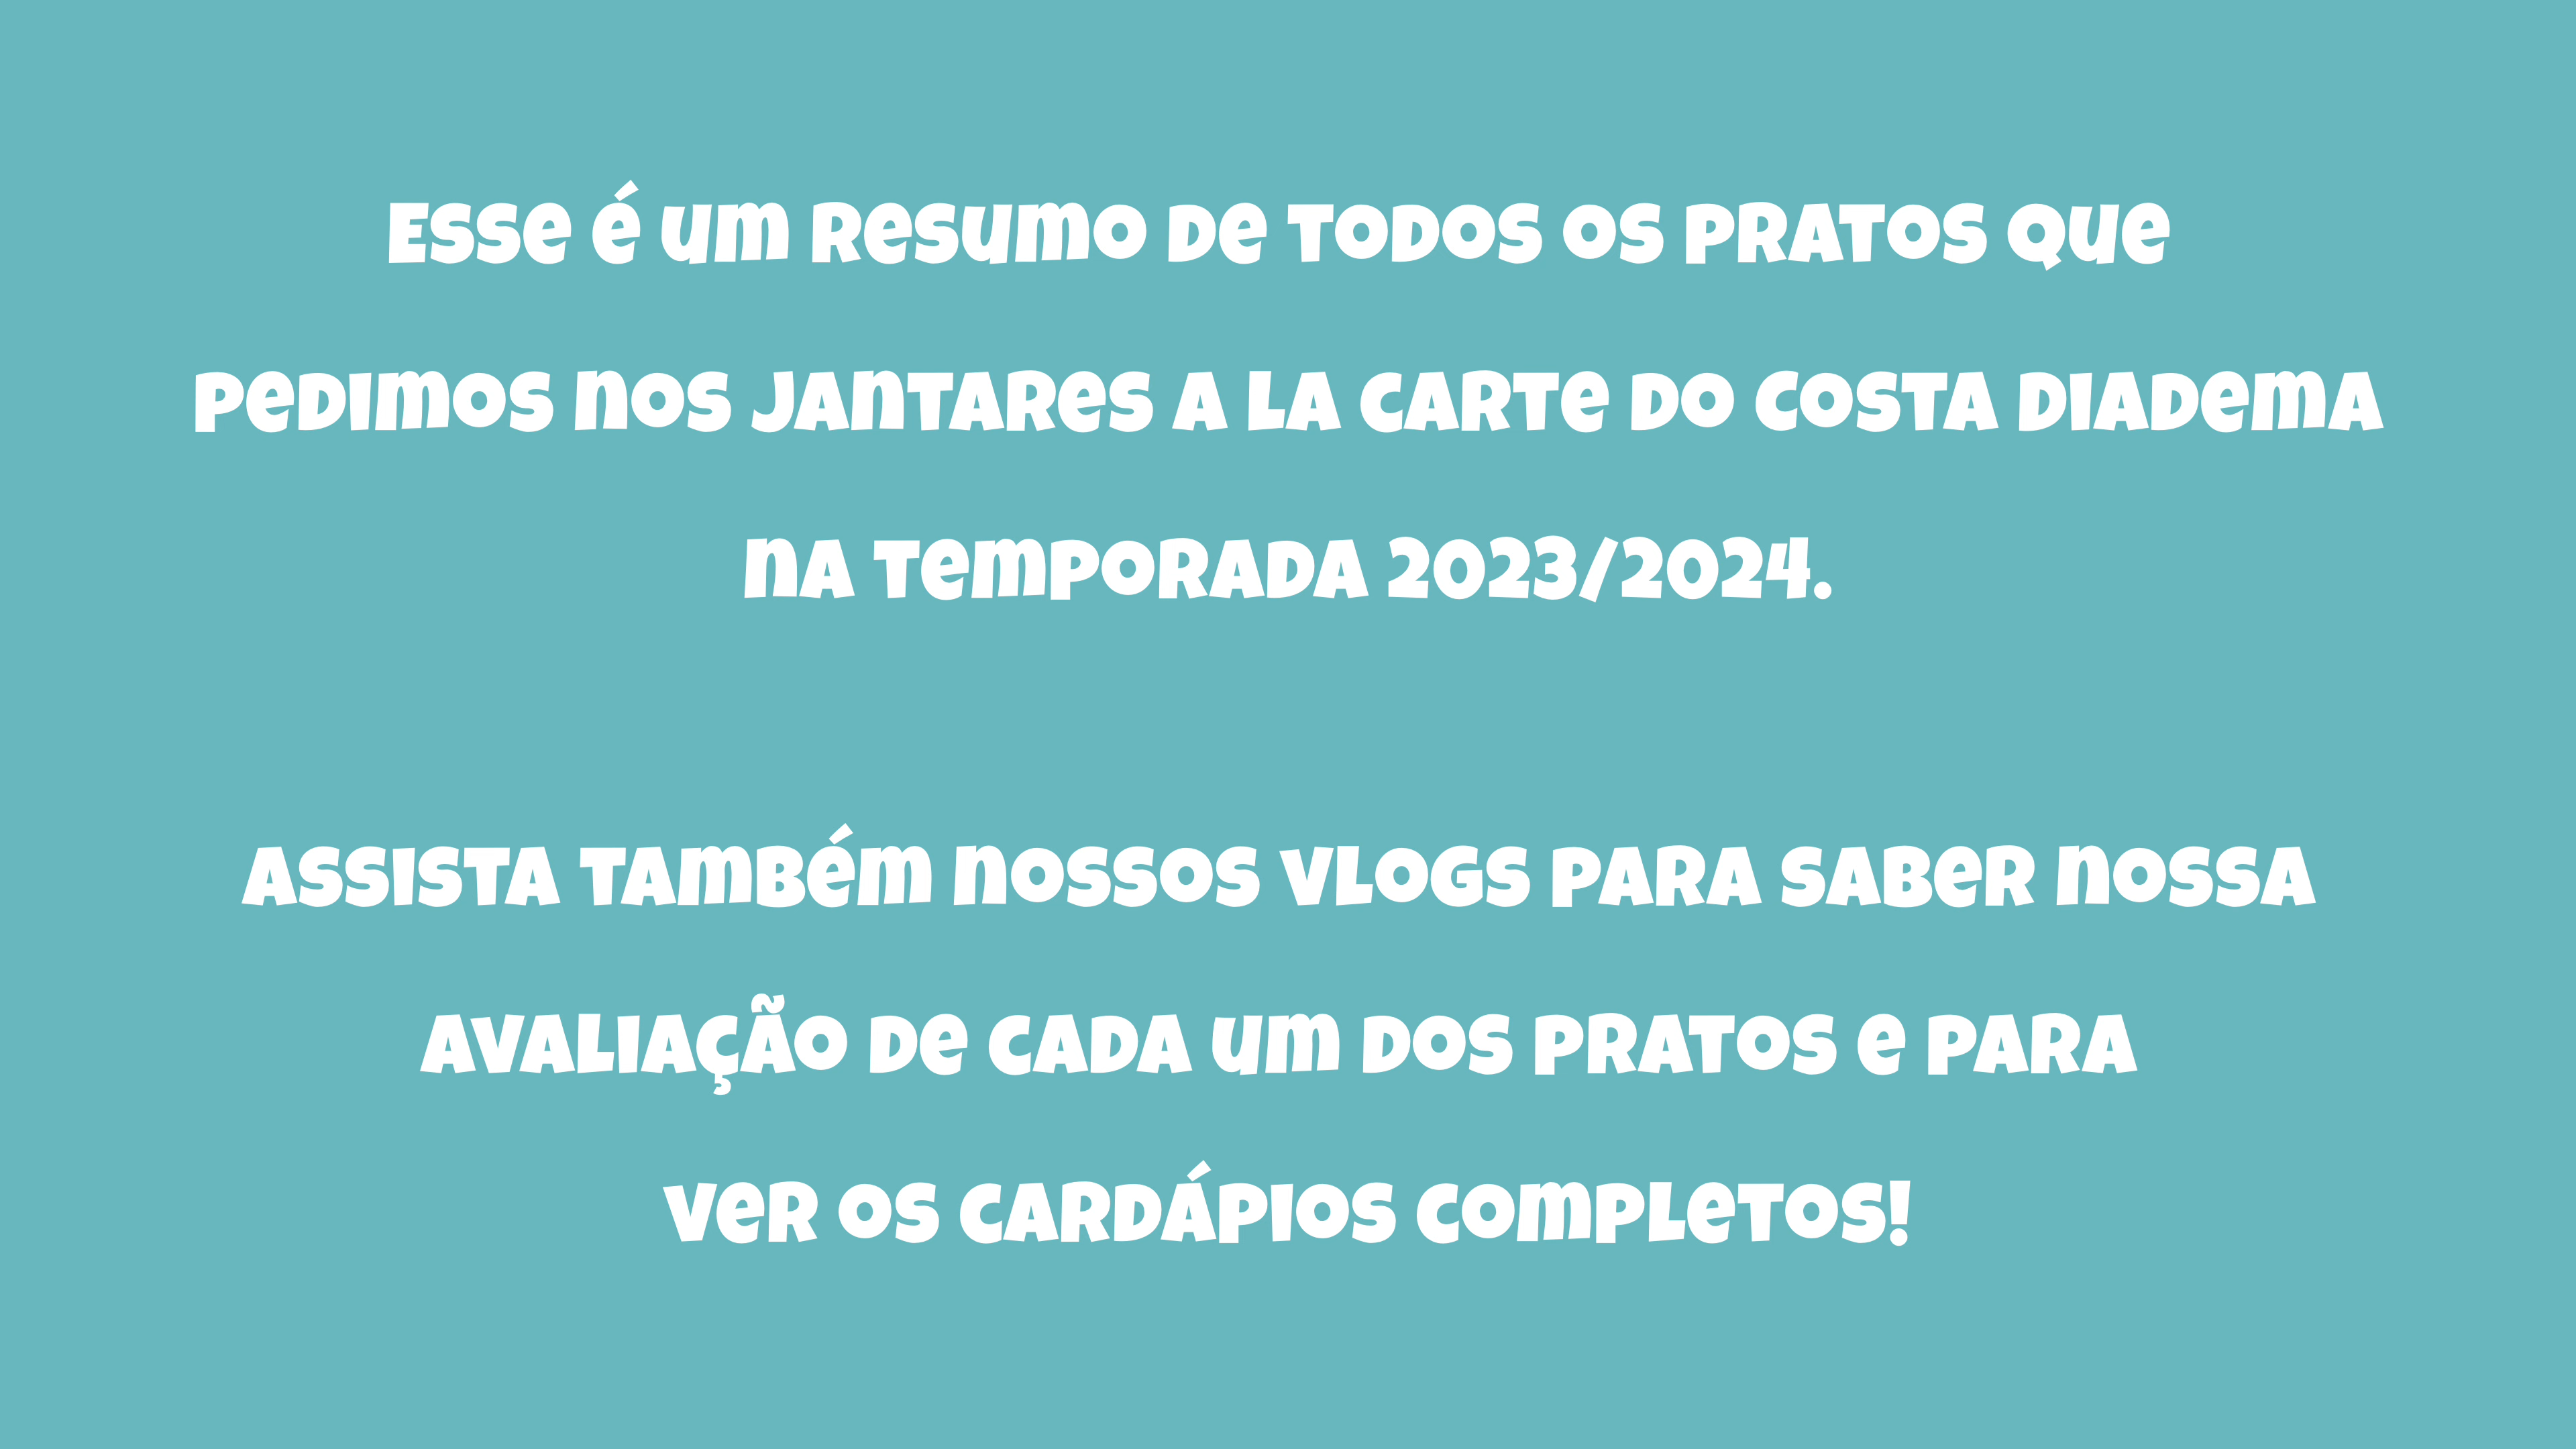 Esse é um resumo de todos os pratos que
pedimos nos jantares a la carte do Costa Diadema
na temporada 2023/2024.
Assista também nossos vlogs para saber nossa
avaliação de cada um dos pratos e para
ver os cardápios completos!